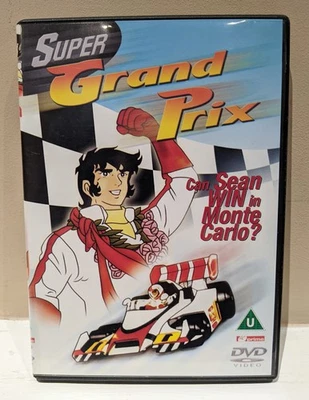 SUPER
Grand
Prix
Can Sean
WIN in
Monte
Carlo?
U
DVD
VIDEO